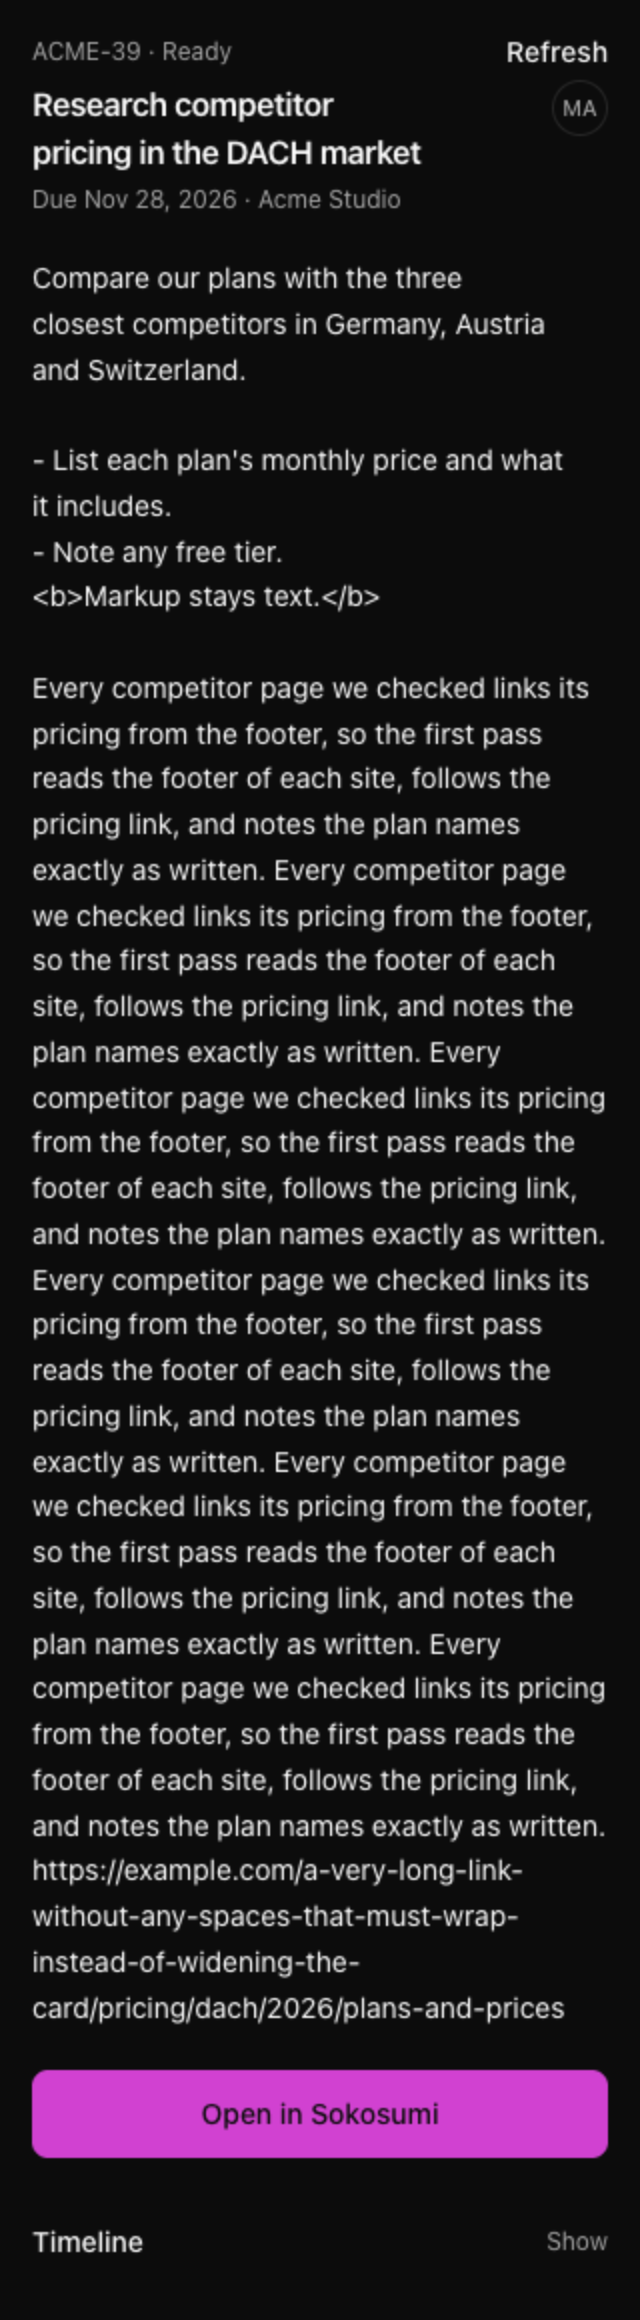 ACME-39 · Ready
Refresh
Research competitor
pricing in the DACH market
MA
Due Nov 28, 2026 · Acme Studio
Compare our plans with the three
closest competitors in Germany, Austria
and Switzerland.
- List each plan's monthly price and what
it includes.
- Note any free tier.
<b>Markup stays text.</b>
Every competitor page we checked links its
pricing from the footer, so the first pass
reads the footer of each site, follows the
pricing link, and notes the plan names
exactly as written. Every competitor page
we checked links its pricing from the footer,
so the first pass reads the footer of each
site, follows the pricing link, and notes the
plan names exactly as written. Every
competitor page we checked links its pricing
from the footer, so the first pass reads the
footer of each site, follows the pricing link,
and notes the plan names exactly as written.
Every competitor page we checked links its
pricing from the footer, so the first pass
reads the footer of each site, follows the
pricing link, and notes the plan names
exactly as written. Every competitor page
we checked links its pricing from the footer,
so the first pass reads the footer of each
site, follows the pricing link, and notes the
plan names exactly as written. Every
competitor page we checked links its pricing
from the footer, so the first pass reads the
footer of each site, follows the pricing link,
and notes the plan names exactly as written.
https://example.com/a-very-long-link-
without-any-spaces-that-must-wrap-
instead-of-widening-the-
card/pricing/dach/2026/plans-and-prices
Open in Sokosumi
Timeline
Show